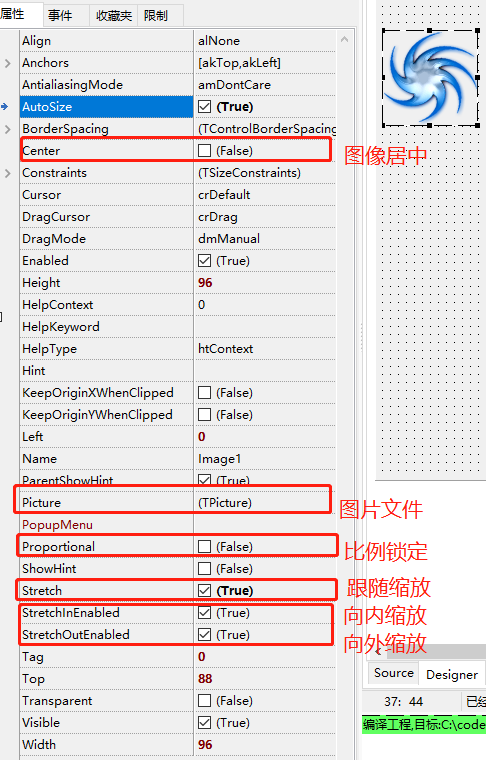 属性 事件 收藏夹 限制
Align alNone
Anchors [akTop,akLeft]
AntialiasingMode amDontCare
AutoSize (True)
BorderSpacing (TControlBorderSpacing
Center (False) 图像居中
Constraints (TSizeConstraints)
Cursor crDefault
DragCursor crDrag
DragMode dmManual
Enabled (True)
Height 96
HelpContext 0
HelpKeyword
HelpType htContext
Hint
KeepOriginXWhenClipped (False)
KeepOriginYWhenClipped (False)
Left 0
Name Image1
ParentShowHint (True)
Picture (TPicture) 图片文件
PopupMenu
Proportional (False) 比例锁定
ShowHint (False)
Stretch (True) 跟随缩放
StretchInEnabled (True) 向内缩放
StretchOutEnabled (True) 向外缩放
Tag 0
Top 88
Transparent (False)
Visible (True)
Width 96
Source Designer
37: 44 已经
编译工程,目标:C:\code